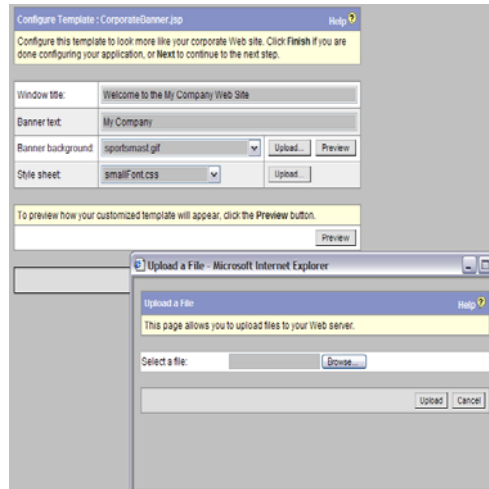 Configure Template : CorporateBanner.jsp
Help ?
Configure this template to look more like your corporate Web site. Click Finish if you are
done configuring your application, or Next to continue to the next step.
Window title:
Welcome to the My Company Web Site
Banner text:
My Company
Banner background:
sportsmast.gif
Upload...
Preview
Style sheet:
smallFont.css
Upload...
To preview how your customized template will appear, click the Preview button.
Preview
Upload a File - Microsoft Internet Explorer
Upload a File
Help ?
This page allows you to upload files to your Web server.
Select a file:
Browse...
Upload
Cancel